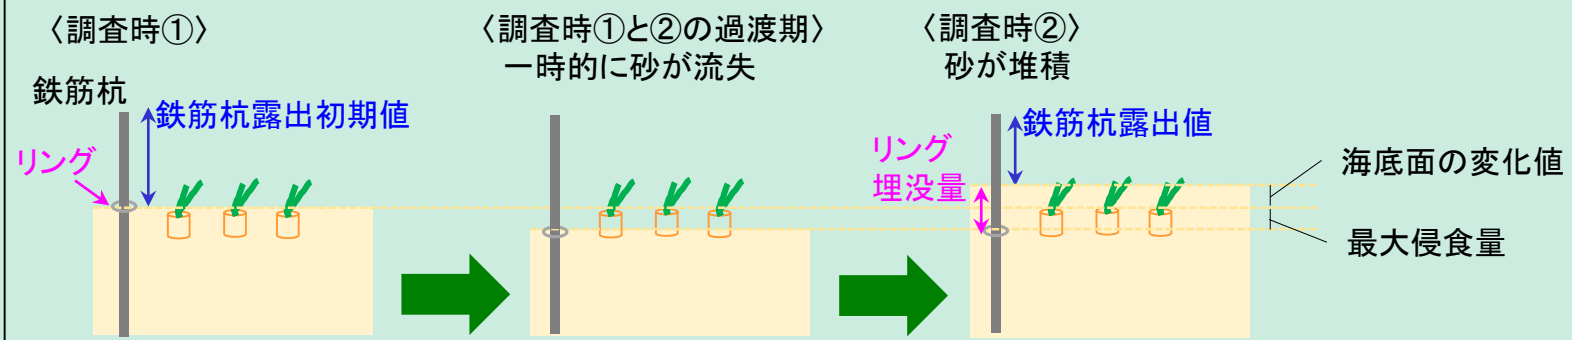 〈調査時①〉
鉄筋杭
鉄筋杭露出初期値
リング
〈調査時①と②の過渡期〉
一時的に砂が流失
〈調査時②〉
砂が堆積
鉄筋杭露出値
リング
埋没量
海底面の変化値
最大侵食量